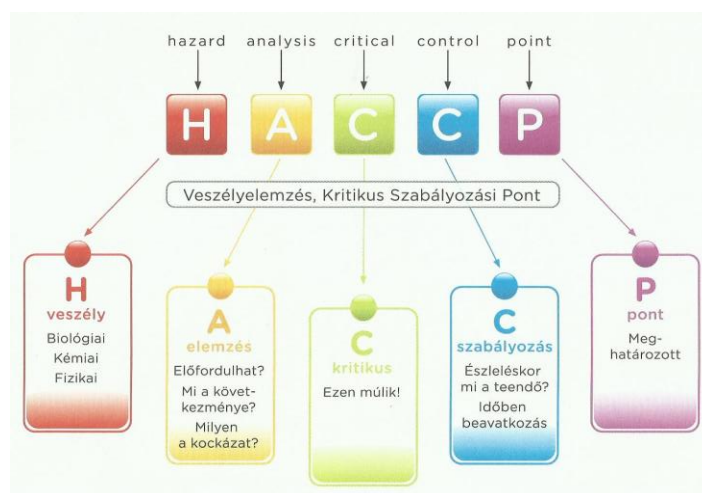 hazard analysis critical control point
H A C C P
Veszélyelemzés, Kritikus Szabályozási Pont
H
veszély
Biológiai
Kémiai
Fizikai
A
elemzés
Előfordulhat?
Mi a követ-
kezménye?
Milyen
a kockázat?
C
kritikus
Ezen múlik!
C
szabályozás
Észleléskor
mi a teendő?
Időben
beavatkozás
P
pont
Meg-
határozott